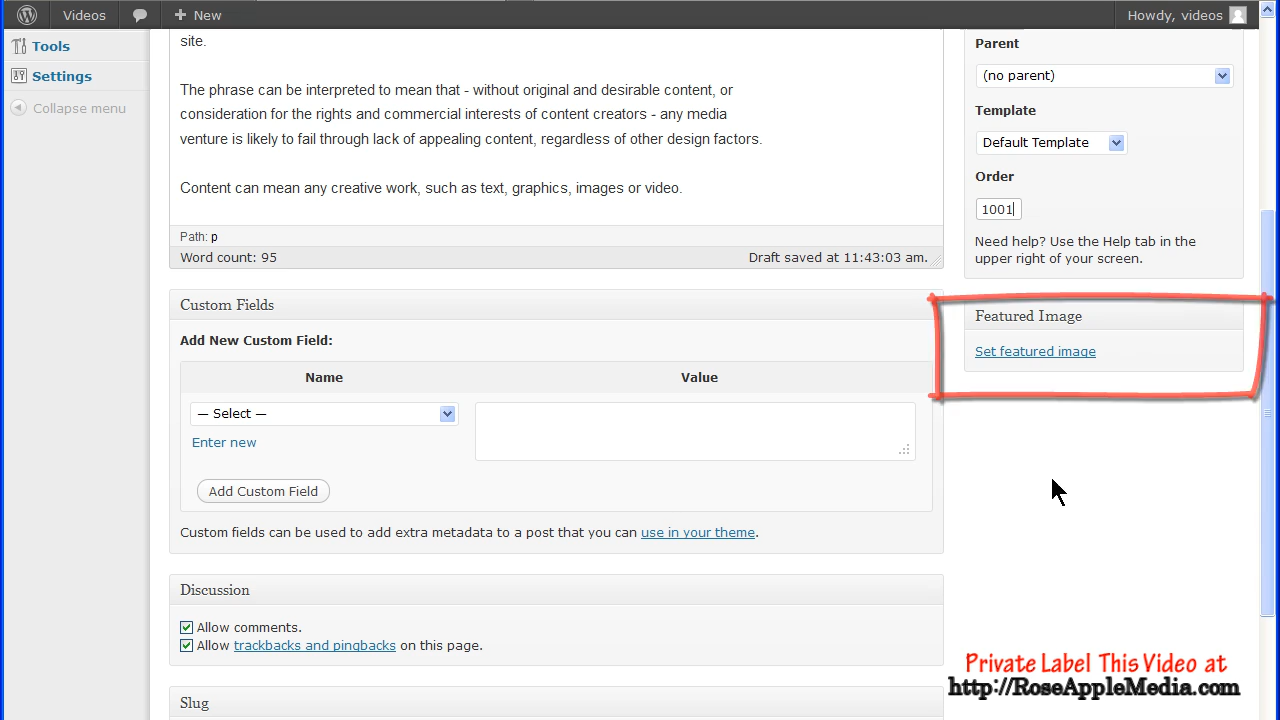 Videos
New
Howdy, videos
Tools
Settings
Collapse menu
site.
The phrase can be interpreted to mean that - without original and desirable content, or
consideration for the rights and commercial interests of content creators - any media
venture is likely to fail through lack of appealing content, regardless of other design factors.
Content can mean any creative work, such as text, graphics, images or video.
Path: p
Word count: 95
Draft saved at 11:43:03 am.
Custom Fields
Add New Custom Field:
Name
Value
— Select —
Enter new
Add Custom Field
Custom fields can be used to add extra metadata to a post that you can use in your theme.
Discussion
Allow comments.
Allow trackbacks and pingbacks on this page.
Slug
Parent
(no parent)
Template
Default Template
Order
1001
Need help? Use the Help tab in the
upper right of your screen.
Featured Image
Set featured image
Private Label This Video at
http://RoseAppleMedia.com